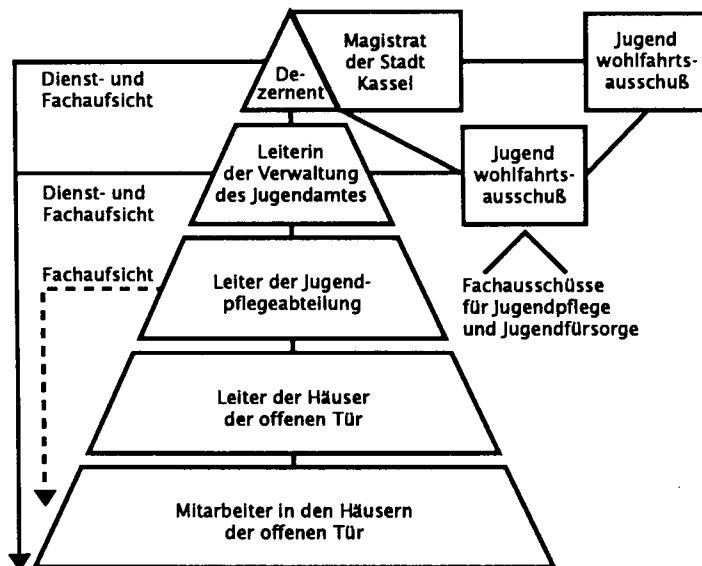 Magistrat
der Stadt
Kassel
Jugend
wohlfahrts-
ausschuß
De-
zernent
Dienst- und
Fachaufsicht
Leiterin
der Verwaltung
des Jugendamtes
Jugend
wohlfahrts-
ausschuß
Dienst- und
Fachaufsicht
Fachaufsicht
Leiter der Jugend-
pflegeabteilung
Fachausschüsse
für Jugendpflege
und Jugendfürsorge
Leiter der Häuser
der offenen Tür
Mitarbeiter in den Häusern
der offenen Tür